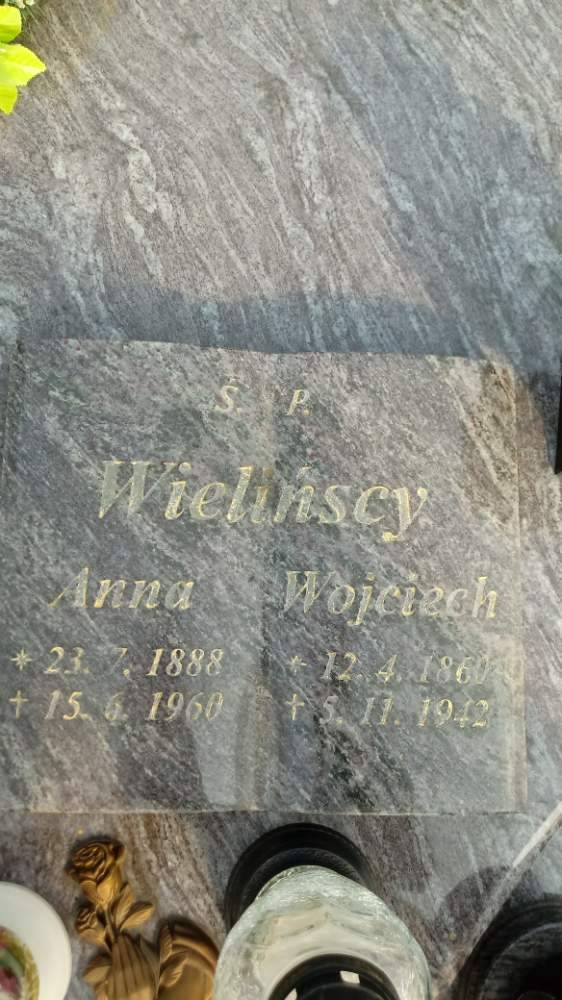 Ś. P.
Wielińscy
Anna Wojciech
* 23. 7. 1888 * 12. 4. 1860
† 15. 6. 1960 † 5. 11. 1942